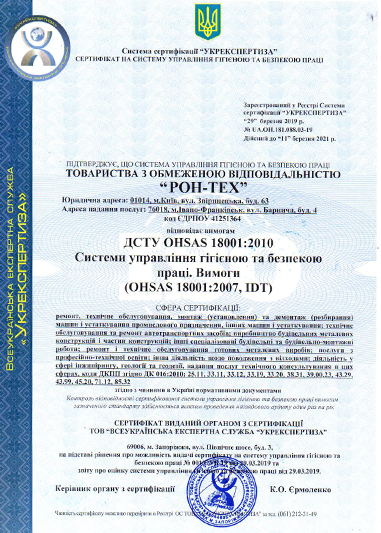 Система сертифікації "УКРЕКСПЕРТИЗА"
СЕРТИФІКАТ НА СИСТЕМУ УПРАВЛІННЯ ГІГІЄНОЮ ТА БЕЗПЕКОЮ ПРАЦІ
Зареєстрований у Реєстрі Системи
сертифікації "УКРЕКСПЕРТИЗА"
"29" березня 2019 р.
№ UA.OH.181.088.03-19
Дійсний до "11" березня 2021 р.
ПІДТВЕРДЖУЄ, ЩО СИСТЕМА УПРАВЛІННЯ ГІГІЄНОЮ ТА БЕЗПЕКОЮ ПРАЦІ
ТОВАРИСТВА З ОБМЕЖЕНОЮ ВІДПОВІДАЛЬНІСТЮ
"РОН-ТЕХ"
Юридична адреса: 01014, м.Київ, вул. Звіринецька, буд. 63
Адреса надання послуг: 76018, м.Івано-Франківськ, вул. Барнича, буд. 4
код ЄДРПОУ 41251364
відповідає вимогам
ДСТУ OHSAS 18001:2010
Системи управління гігієною та безпекою
праці. Вимоги
(OHSAS 18001:2007, IDT)
СФЕРА СЕРТИФІКАЦІЇ:
ремонт, технічне обслуговування, монтаж (установлення) та демонтаж (розбирання)
машин і устаткування промислового призначення, інших машин і устаткування; технічне
обслуговування та ремонт автотранспортних засобів; виробництво будівельних металевих
конструкцій і частин конструкцій; інші спеціалізовані будівельні та будівельно-монтажні
роботи; ремонт і технічне обслуговування готових металевих виробів; послуги з
професійно-технічної освіти; інша діяльність щодо поводження з відходами; діяльність у
сфері інжинірингу, геології та геодезії, надання послуг технічного консультування в цих
сферах, коди ДКПП згідно ДК 016:2010: 25.11, 33.11, 33.12, 33.19, 33.20, 38.31, 39.00.23, 43.29,
43.99, 45.20, 71.12, 85.32
згідно з чинними в Україні нормативними документами
Контроль відповідності сертифікованої системи управління гігієною та безпекою праці вимогам
зазначеного стандарту здійснюється шляхом проведення наглядового аудиту один раз на рік
СЕРТИФІКАТ ВИДАНИЙ ОРГАНОМ З СЕРТИФІКАЦІЇ
ТОВ "ВСЕУКРАЇНСЬКА ЕКСПЕРТНА СЛУЖБА "УКРЕКСПЕРТИЗА"
69006, м. Запоріжжя, вул. Північне шосе, буд. 3,
на підставі рішення про можливість видачі сертифікату на систему управління гігієною та
безпекою праці № 03.2019 та
звіту про оцінку системи управління гігієною та безпекою праці від 29.03.2019.
Керівник органу з сертифікації К.О. Єрмоленко
Чинність сертифікату можливо перевірити в Реєстрі ОС за тел. (061) 212-51-49
ВСЕУКРАЇНСЬКА ЕКСПЕРТНА СЛУЖБА
«УКРЕКСПЕРТИЗА»